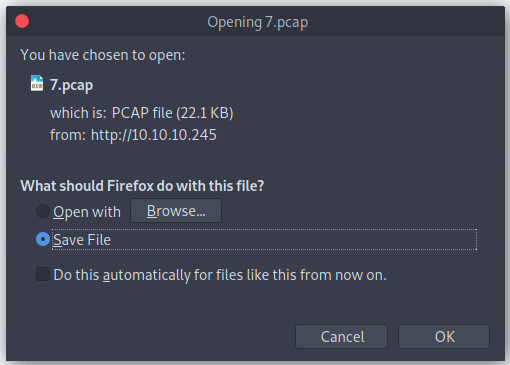 Opening 7.pcap
You have chosen to open:
7.pcap
which is: PCAP file (22.1 KB)
from: http://10.10.10.245
What should Firefox do with this file?
Open with Browse...
Save File
Do this automatically for files like this from now on.
Cancel OK